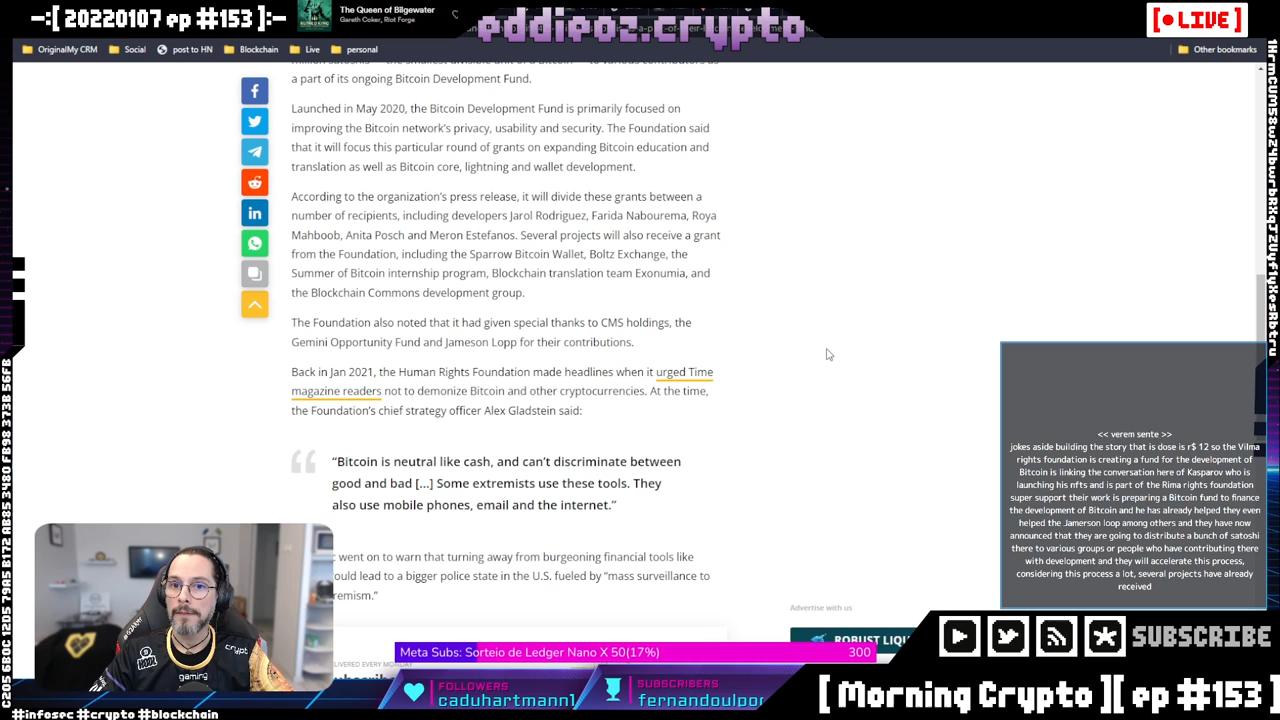 -:[ 20220107 ep #153 ]:-
The Queen of Bilgewater
Gareth Coker, Riot Forge
eddieoz.crypto
[ ● LIVE ]
OriginalMy CRM
Social
post to HN
Blockchain
Live
personal
Other bookmarks
a part of its ongoing Bitcoin Development Fund.
Launched in May 2020, the Bitcoin Development Fund is primarily focused on
improving the Bitcoin network's privacy, usability and security. The Foundation said
that it will focus this particular round of grants on expanding Bitcoin education and
translation as well as Bitcoin core, lightning and wallet development.
According to the organization's press release, it will divide these grants between a
number of recipients, including developers Jarol Rodriguez, Farida Nabourema, Roya
Mahboob, Anita Posch and Meron Estefanos. Several projects will also receive a grant
from the Foundation, including the Sparrow Bitcoin Wallet, Boltz Exchange, the
Summer of Bitcoin internship program, Blockchain translation team Exonumia, and
the Blockchain Commons development group.
The Foundation also noted that it had given special thanks to CMS holdings, the
Gemini Opportunity Fund and Jameson Lopp for their contributions.
Back in Jan 2021, the Human Rights Foundation made headlines when it urged Time
magazine readers not to demonize Bitcoin and other cryptocurrencies. At the time,
the Foundation's chief strategy officer Alex Gladstein said:
"Bitcoin is neutral like cash, and can't discriminate between
good and bad [...] Some extremists use these tools. They
also use mobile phones, email and the internet."
went on to warn that turning away from burgeoning financial tools like
ould lead to a bigger police state in the U.S. fueled by "mass surveillance to
remism."
<< verem sente >>
jokes aside building the story that is dose is r$ 12 so the Vilma
rights foundation is creating a fund for the development of
Bitcoin is linking the conversation here of Kasparov who is
launching his nfts and is part of the Rima rights foundation
super support their work is preparing a Bitcoin fund to finance
the development of Bitcoin and he has already helped they even
helped the Jamerson loop among others and they have now
announced that they are going to distribute a bunch of satoshi
there to various groups or people who have contributing there
with development and they will accelerate this process,
considering this process a lot, several projects have already
received
Advertise with us
ROBUST LIQU
LIVERED EVERY MONDAY
Meta Subs: Sorteio de Ledger Nano X 50(17%)
300
FOLLOWERS
caduhartmann1
SUBSCRIBERS
fernandoulpo
SUBSCRIBE
[ Morning Crypto ][ ep #153 ]
#crypto #blockchain